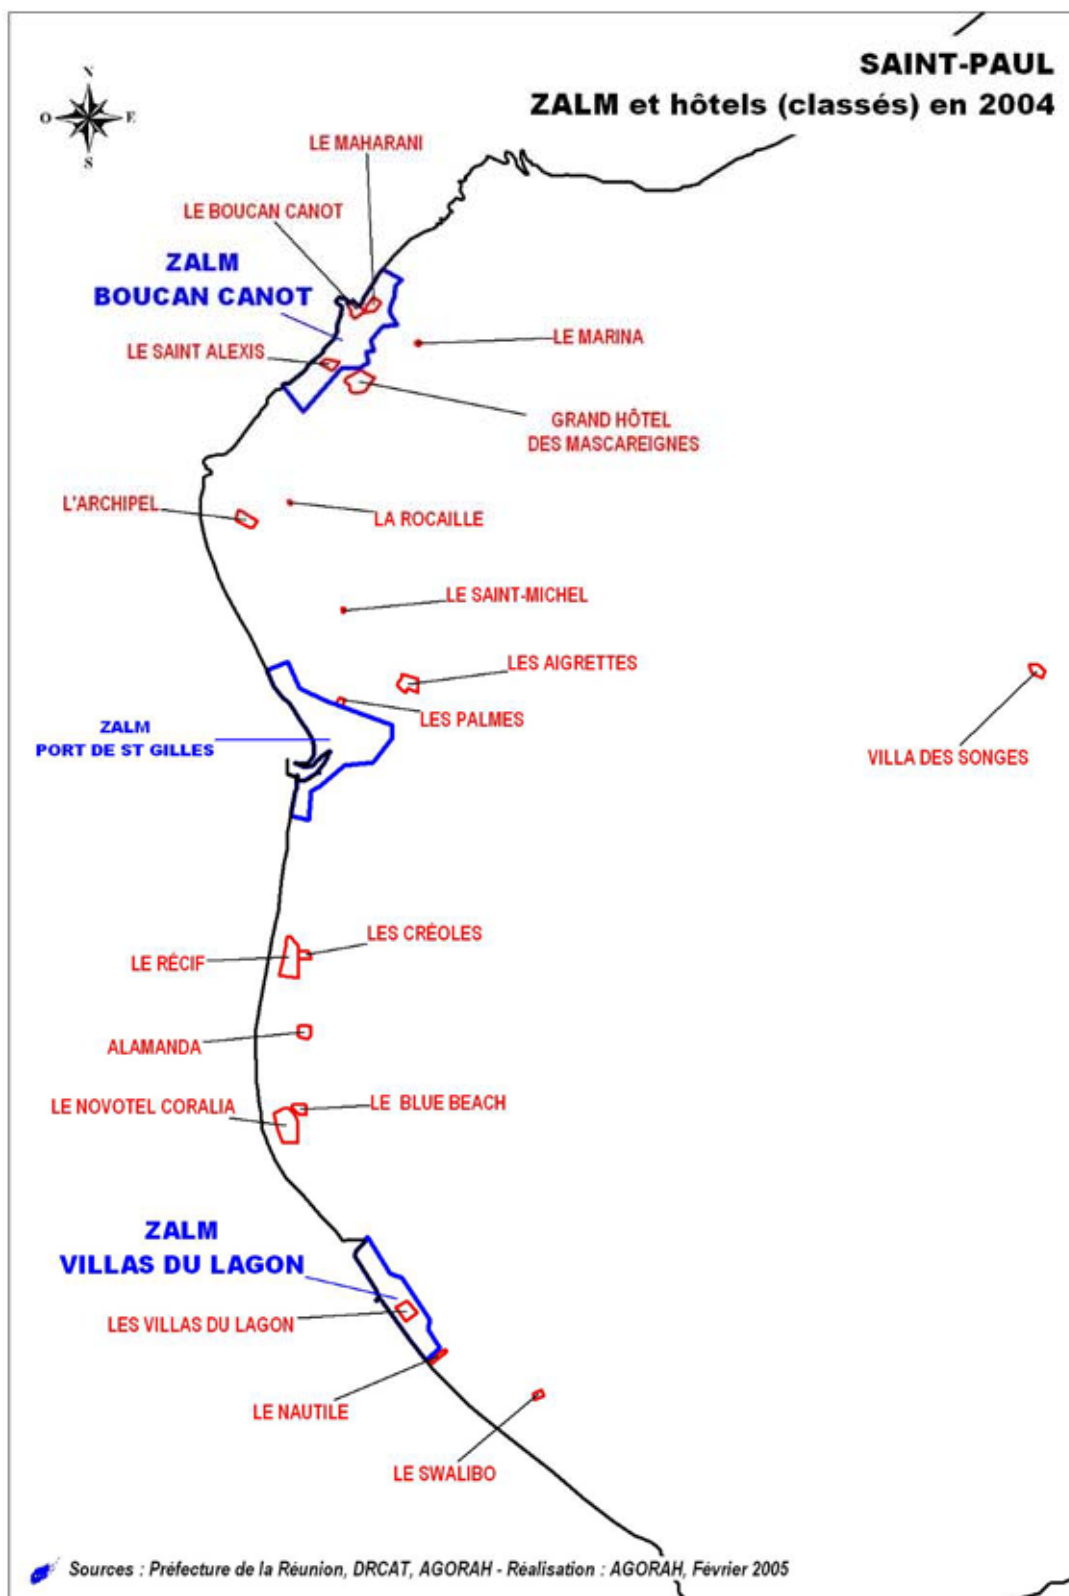 SAINT-PAUL
ZALM et hôtels (classés) en 2004
N
O E
S
LE MAHARANI
LE BOUCAN CANOT
ZALM
BOUCAN CANOT
LE MARINA
LE SAINT ALEXIS
GRAND HÔTEL
DES MASCAREIGNES
L'ARCHIPEL
LA ROCAILLE
LE SAINT-MICHEL
LES AIGRETTES
LES PALMES
ZALM
PORT DE ST GILLES
VILLA DES SONGES
LES CRÉOLES
LE RÉCIF
ALAMANDA
LE NOVOTEL CORALIA
LE BLUE BEACH
ZALM
VILLAS DU LAGON
LES VILLAS DU LAGON
LE NAUTILE
LE SWALIBO
Sources : Préfecture de la Réunion, DRCAT, AGORAH - Réalisation : AGORAH, Février 2005